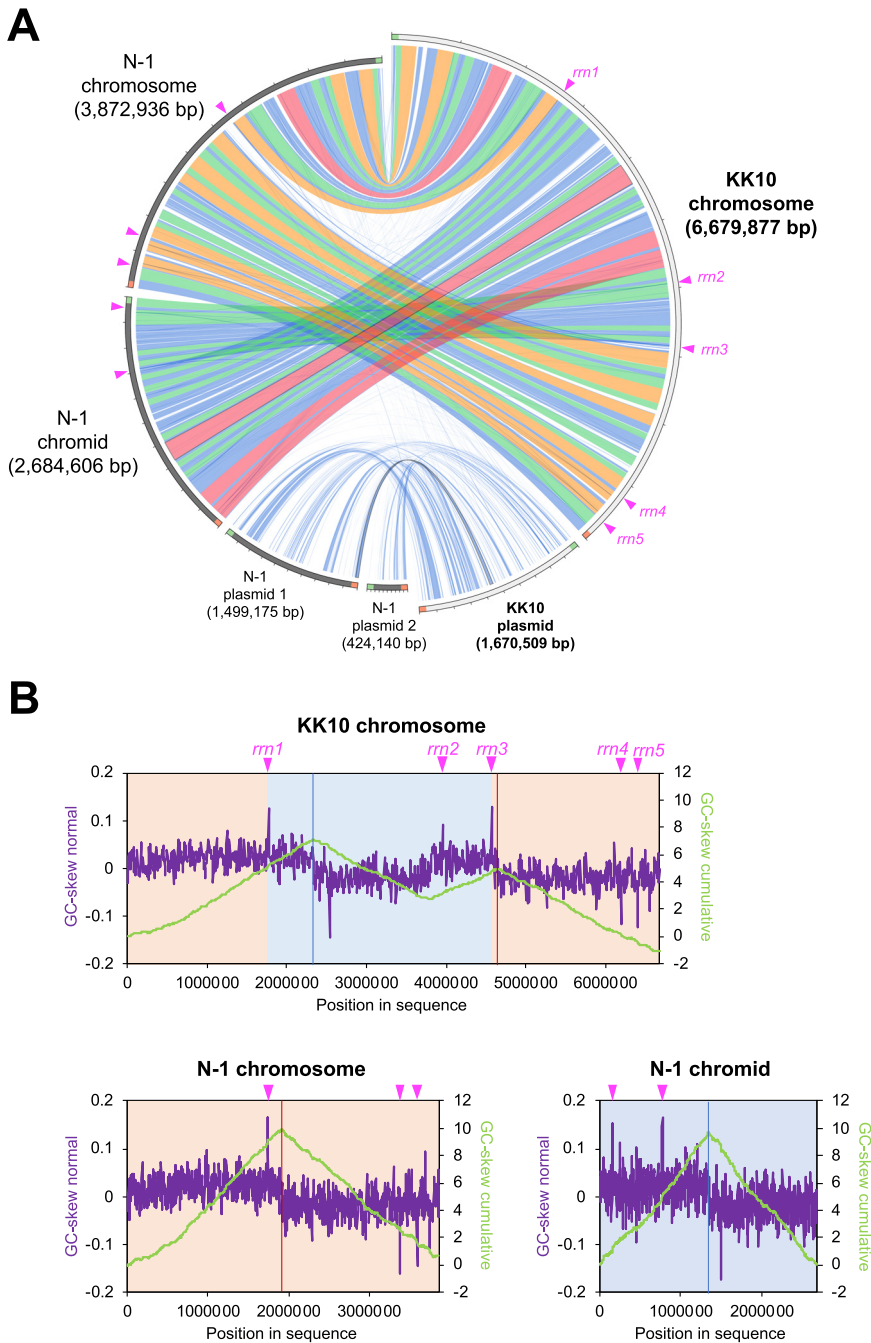 A
N-1
chromosome
(3,872,936 bp)
rrn1
KK10
chromosome
(6,679,877 bp)
rrn2
rrn3
N-1
chromid
(2,684,606 bp)
rrn4
rrn5
N-1
plasmid 1
(1,499,175 bp)
N-1
plasmid 2
(424,140 bp)
KK10
plasmid
(1,670,509 bp)
B
KK10 chromosome
rrn1 rrn2 rrn3 rrn4 rrn5
0.2
0.1
0
-0.1
-0.2
GC-skew normal
12
10
8
6
4
2
0
-2
GC-skew cumulative
0 1000000 2000000 3000000 4000000 5000000 6000000
Position in sequence
N-1 chromosome
0.2
0.1
0
-0.1
-0.2
GC-skew normal
12
10
8
6
4
2
0
-2
GC-skew cumulative
0 1000000 2000000 3000000
Position in sequence
N-1 chromid
0.2
0.1
0
-0.1
-0.2
GC-skew normal
12
10
8
6
4
2
0
-2
GC-skew cumulative
0 1000000 2000000
Position in sequence